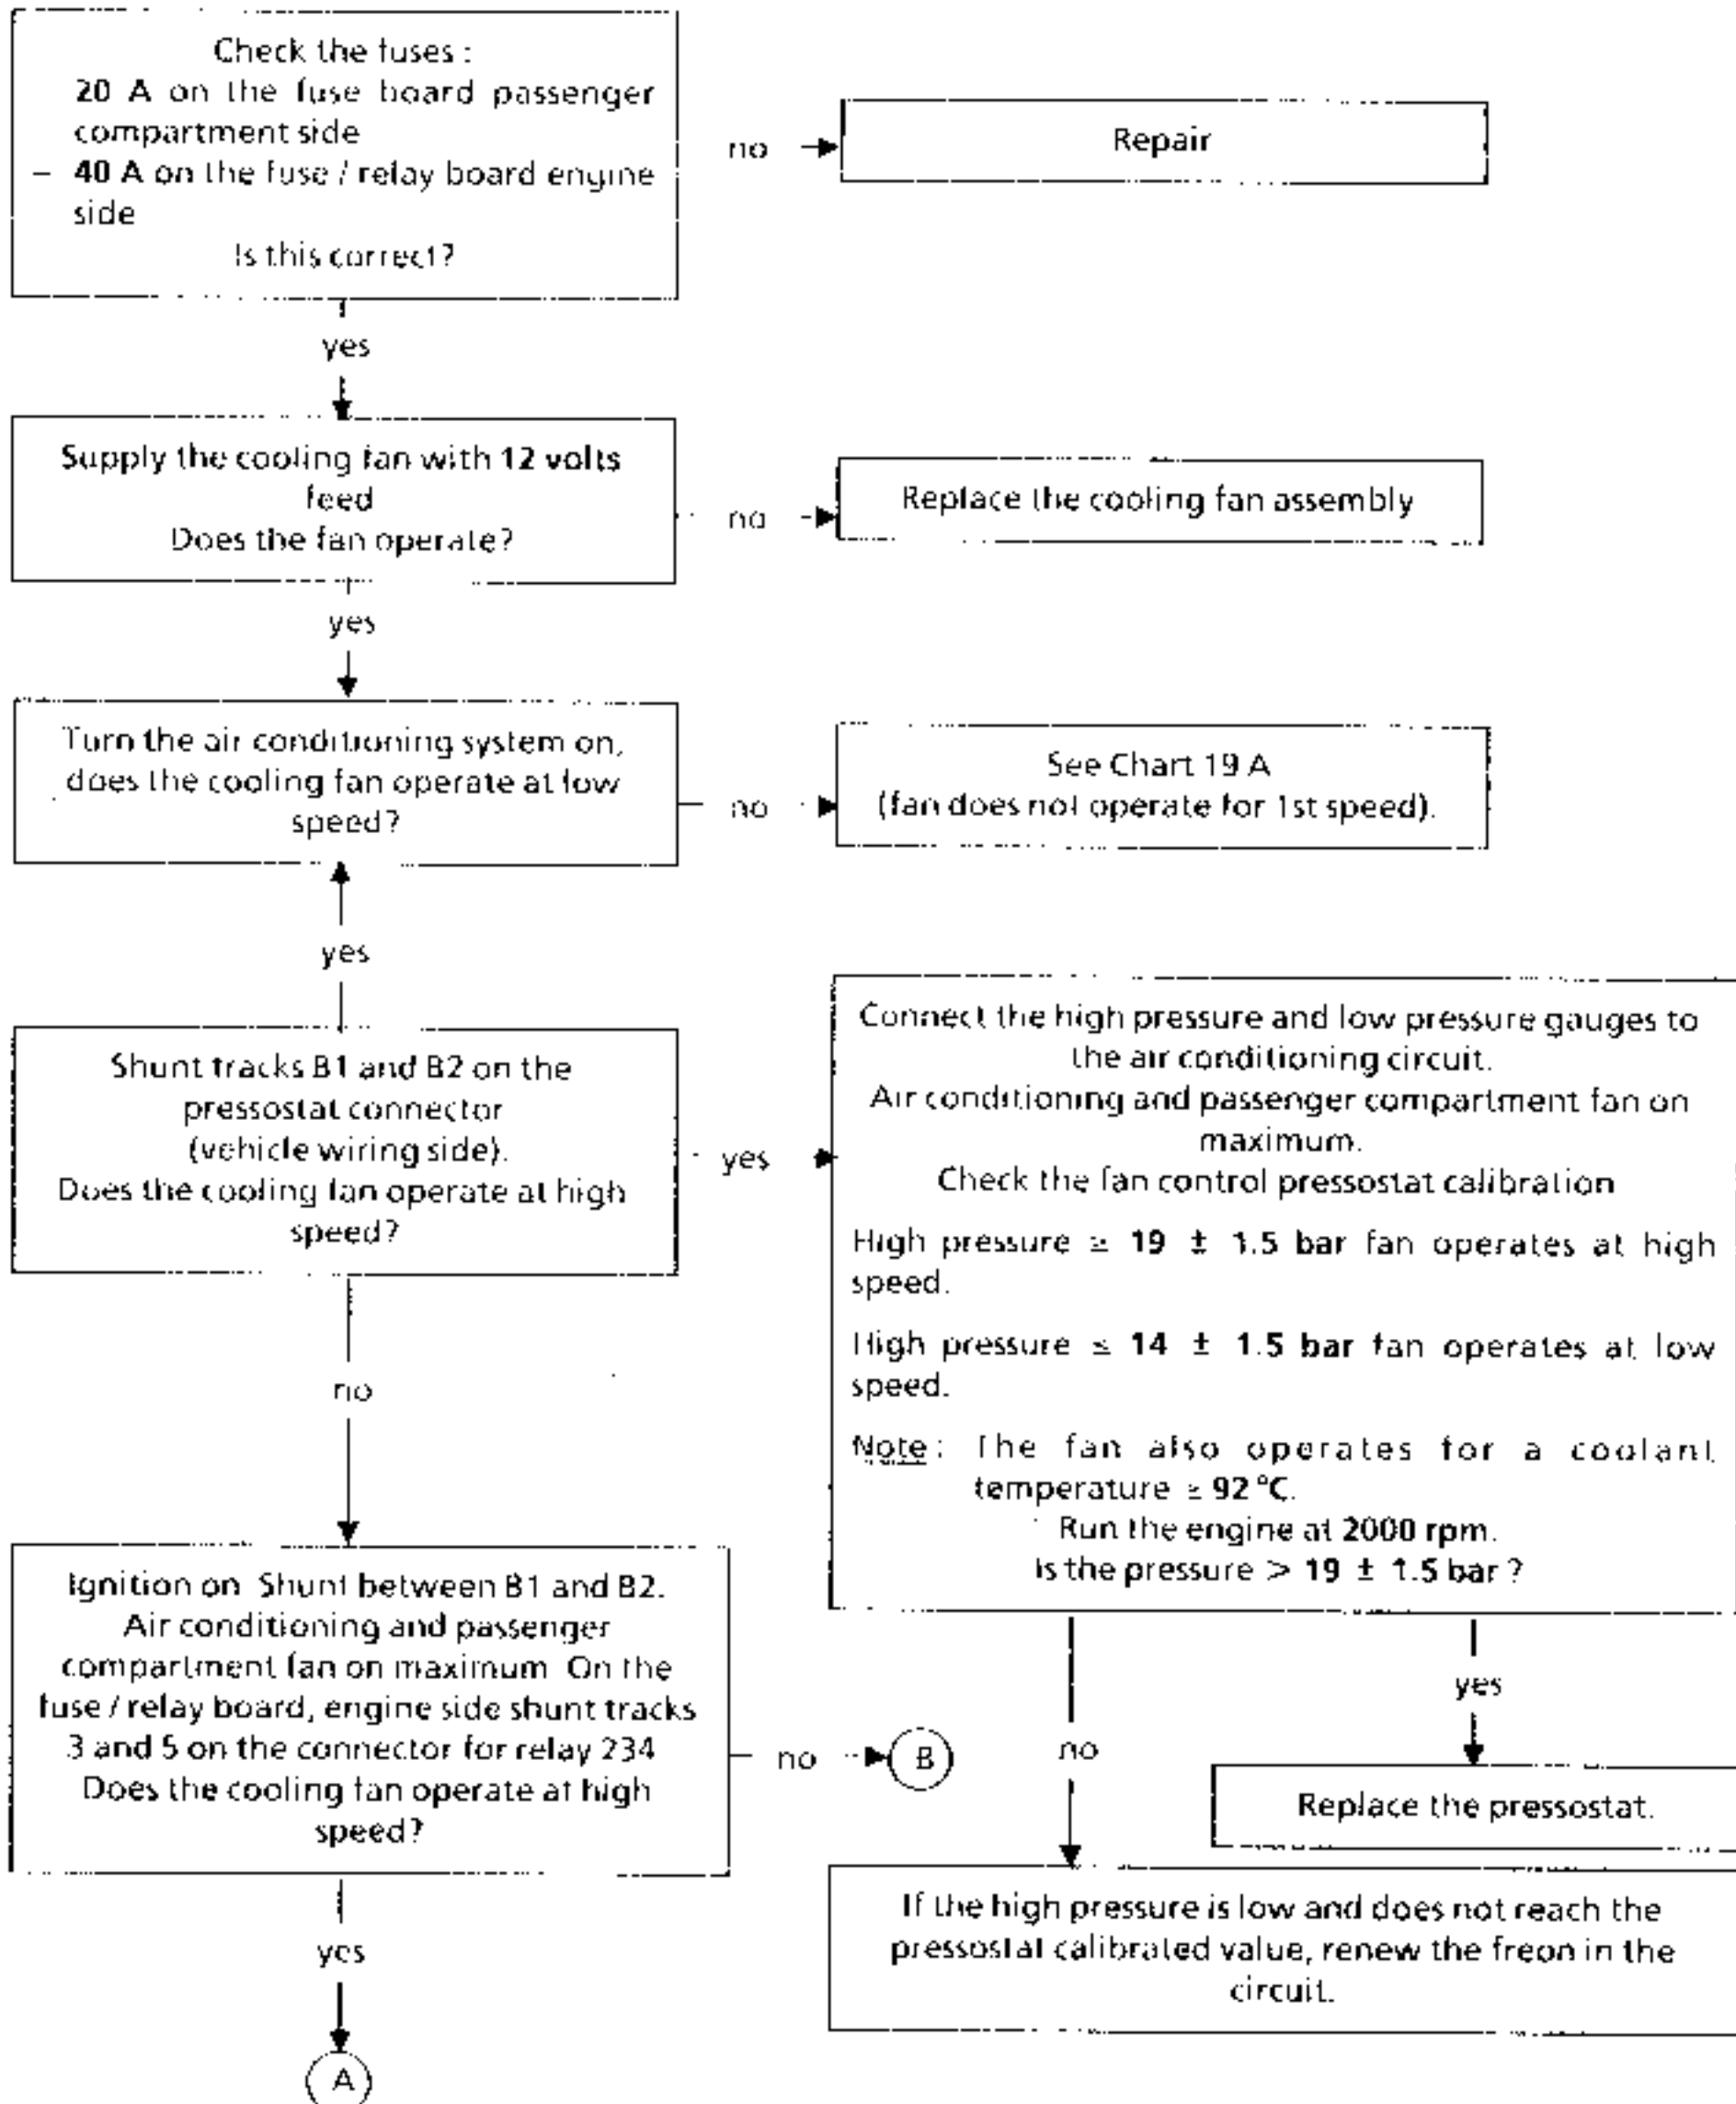 Check the fuses :
20 A on the fuse board passenger
compartment side
– 40 A on the fuse / relay board engine
side
Is this correct?
no
Repair
yes
Supply the cooling fan with 12 volts
feed
Does the fan operate?
no
Replace the cooling fan assembly
yes
Turn the air conditioning system on,
does the cooling fan operate at low
speed?
no
See Chart 19 A
(fan does not operate for 1st speed).
yes
Shunt tracks B1 and B2 on the
pressostat connector
(vehicle wiring side).
Does the cooling fan operate at high
speed?
yes
Connect the high pressure and low pressure gauges to
the air conditioning circuit.
Air conditioning and passenger compartment fan on
maximum.
Check the fan control pressostat calibration
High pressure ≥ 19 ± 1.5 bar fan operates at high
speed.
High pressure ≤ 14 ± 1.5 bar fan operates at low
speed.
Note : The fan also operates for a coolant
temperature ≥ 92 °C.
Run the engine at 2000 rpm.
Is the pressure > 19 ± 1.5 bar ?
no
Ignition on Shunt between B1 and B2.
Air conditioning and passenger
compartment fan on maximum On the
fuse / relay board, engine side shunt tracks
3 and 5 on the connector for relay 234
Does the cooling fan operate at high
speed?
no
B
no
yes
Replace the pressostat.
If the high pressure is low and does not reach the
pressostat calibrated value, renew the freon in the
circuit.
yes
A